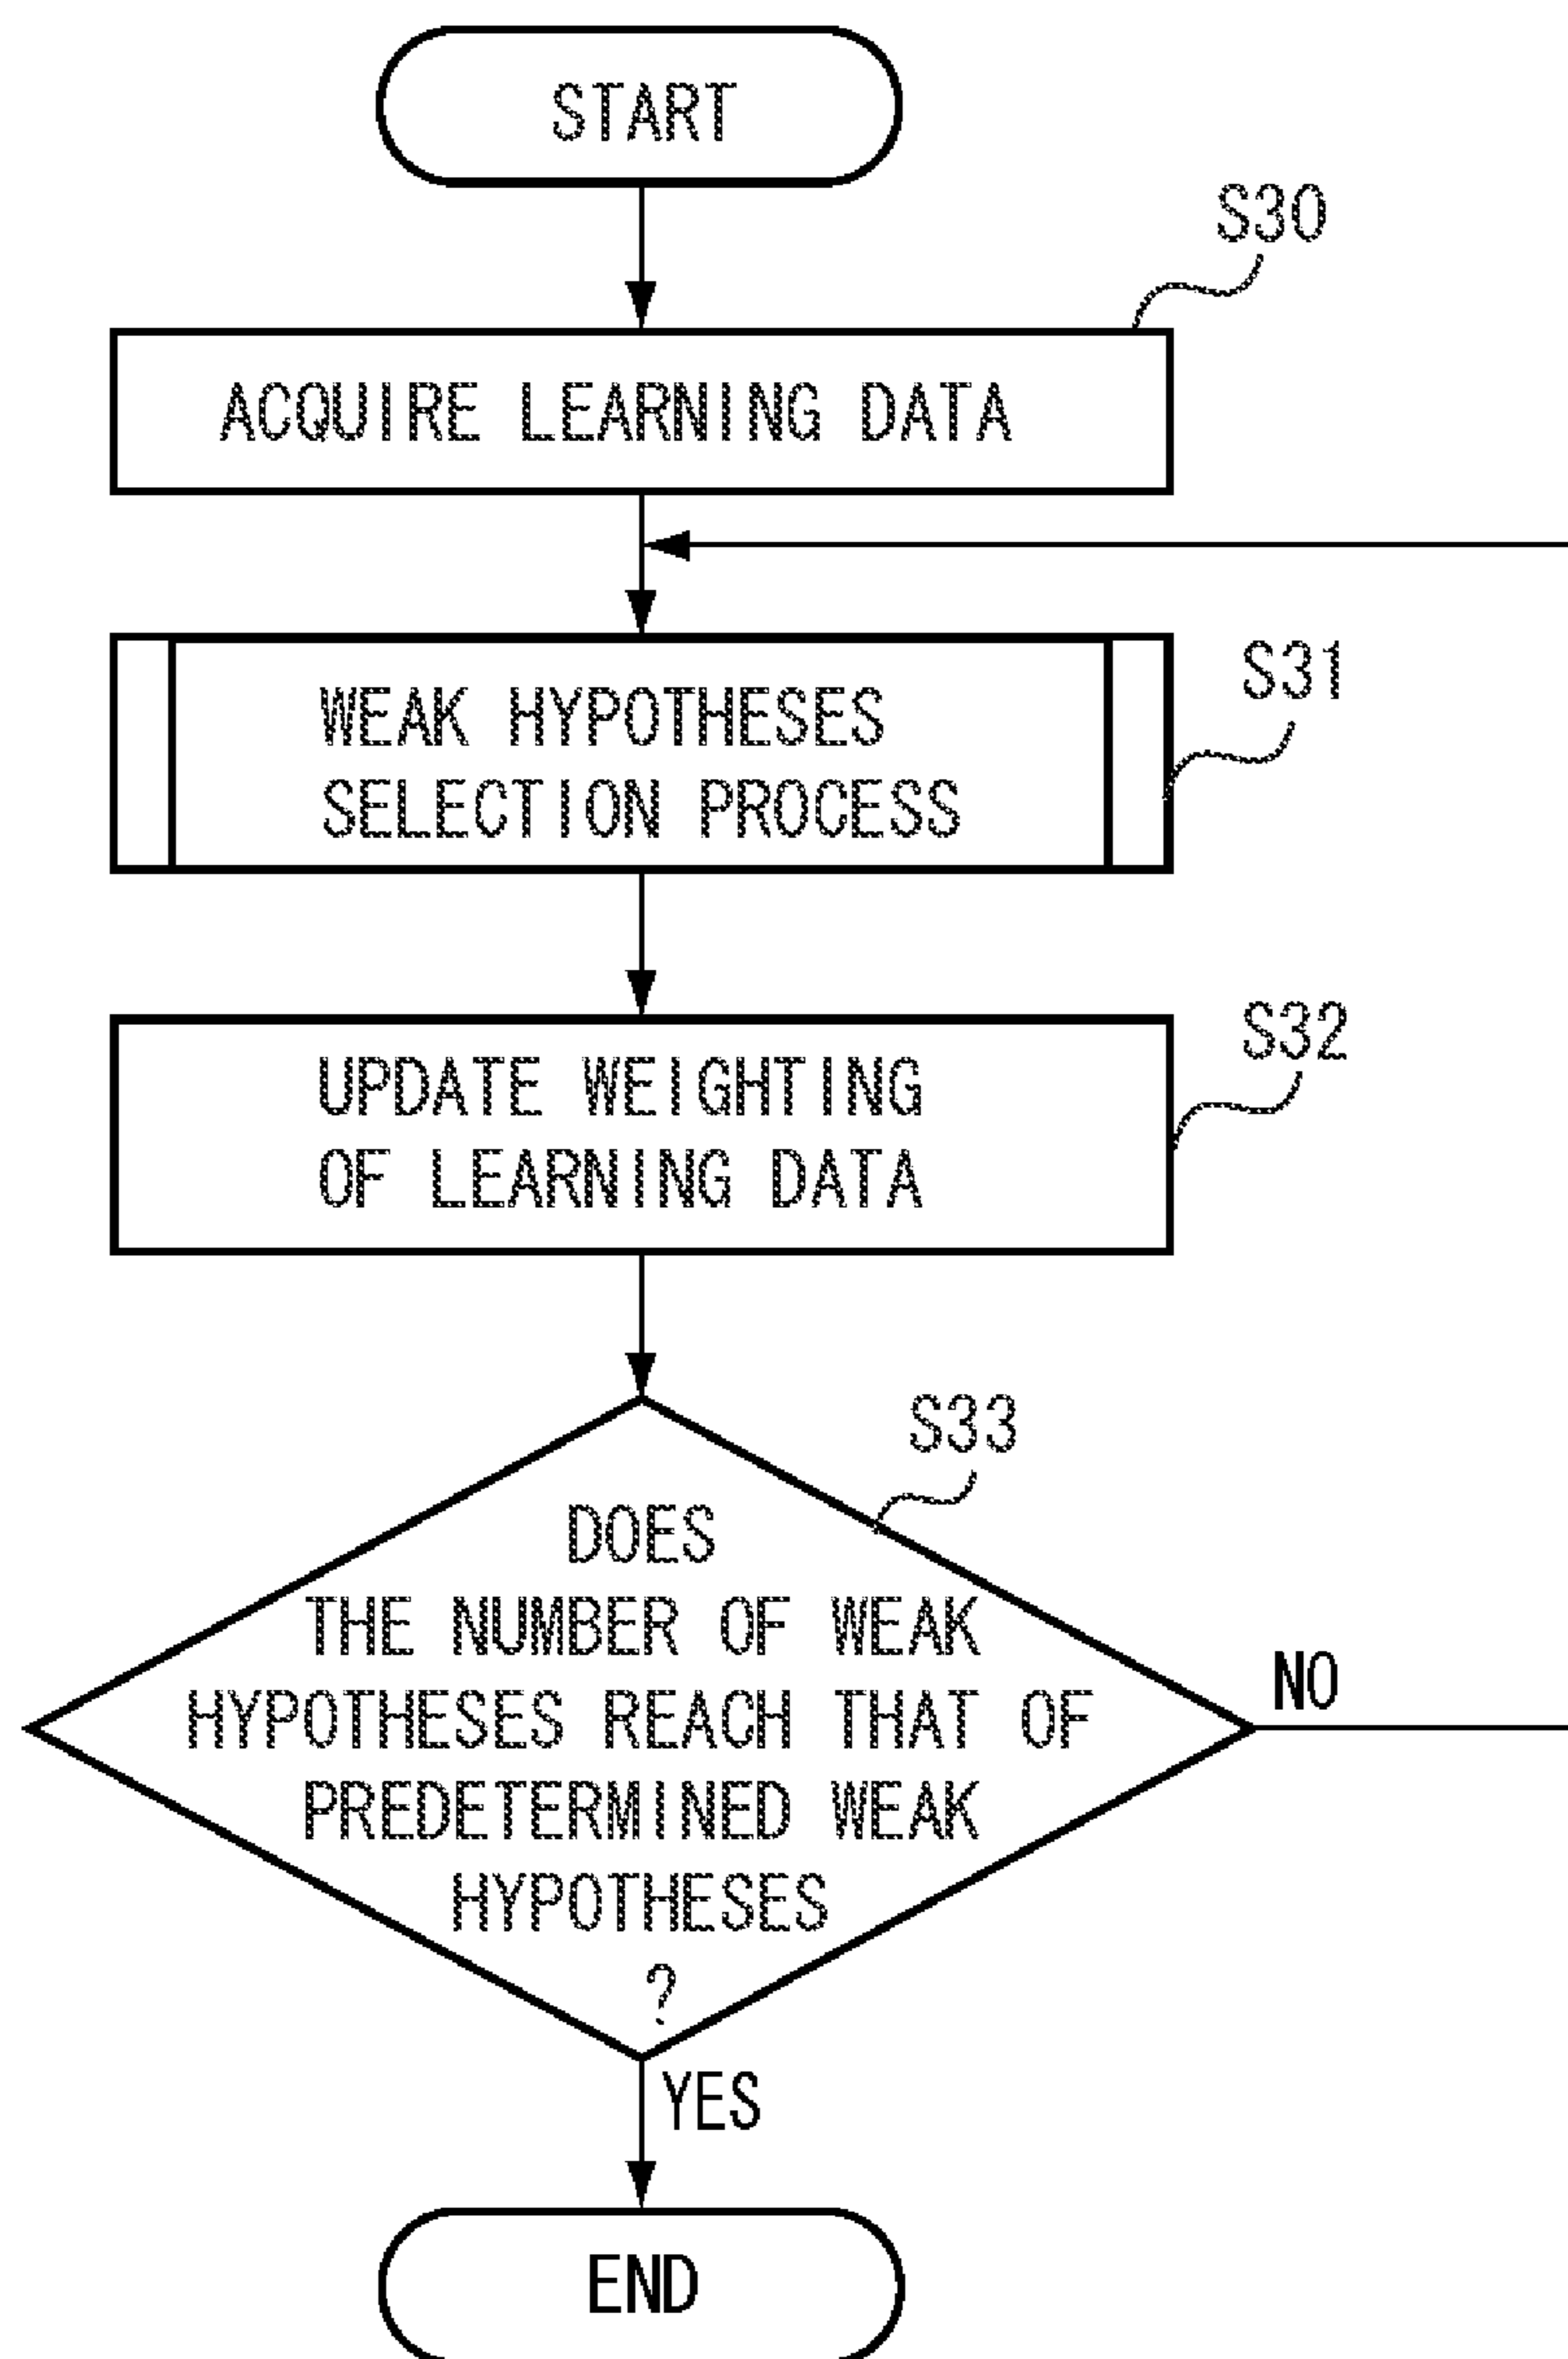 START
S30
ACQUIRE LEARNING DATA
S31
WEAK HYPOTHESES
SELECTION PROCESS
S32
UPDATE WEIGHTING
OF LEARNING DATA
S33
DOES
THE NUMBER OF WEAK
HYPOTHESES REACH THAT OF
PREDETERMINED WEAK
HYPOTHESES
?
NO
YES
END